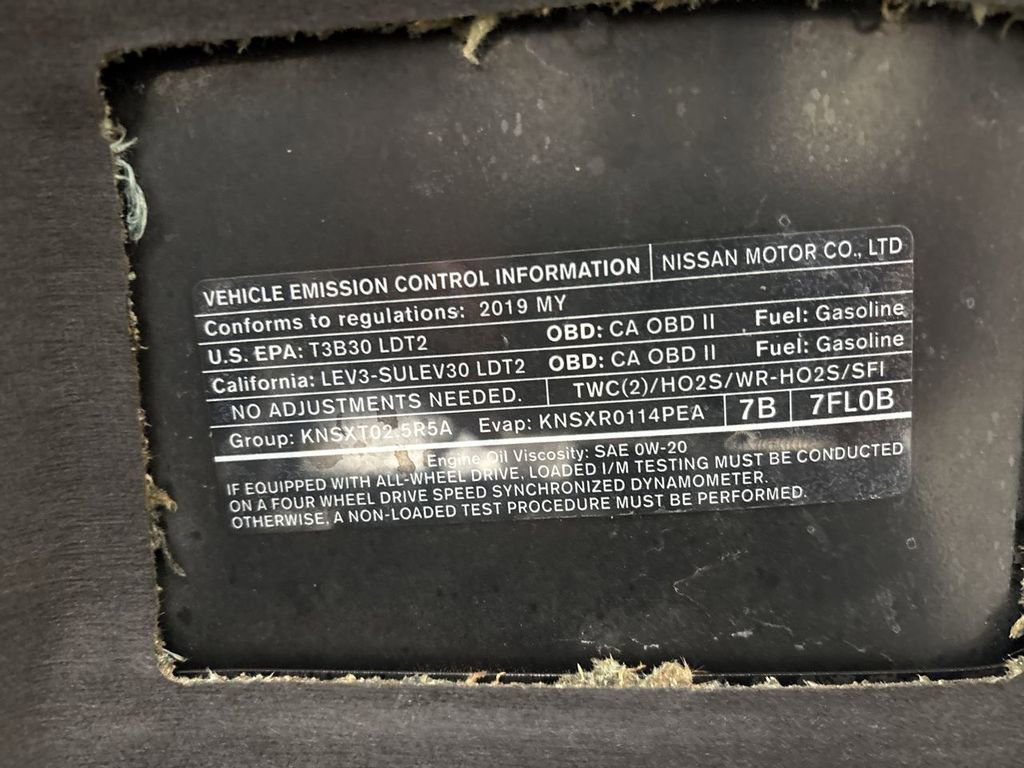 VEHICLE EMISSION CONTROL INFORMATION NISSAN MOTOR CO., LTD
Conforms to regulations: 2019 MY
U.S. EPA: T3B30 LDT2 OBD: CA OBD II Fuel: Gasoline
California: LEV3-SULEV30 LDT2 OBD: CA OBD II Fuel: Gasoline
NO ADJUSTMENTS NEEDED. TWC(2)/HO2S/WR-HO2S/SFI
Group: KNSXT02.5R5A Evap: KNSXR0114PEA 7B 7FL0B
Engine Oil Viscosity: SAE 0W-20
IF EQUIPPED WITH ALL-WHEEL DRIVE, LOADED I/M TESTING MUST BE CONDUCTED
ON A FOUR WHEEL DRIVE SPEED SYNCHRONIZED DYNAMOMETER.
OTHERWISE, A NON-LOADED TEST PROCEDURE MUST BE PERFORMED.